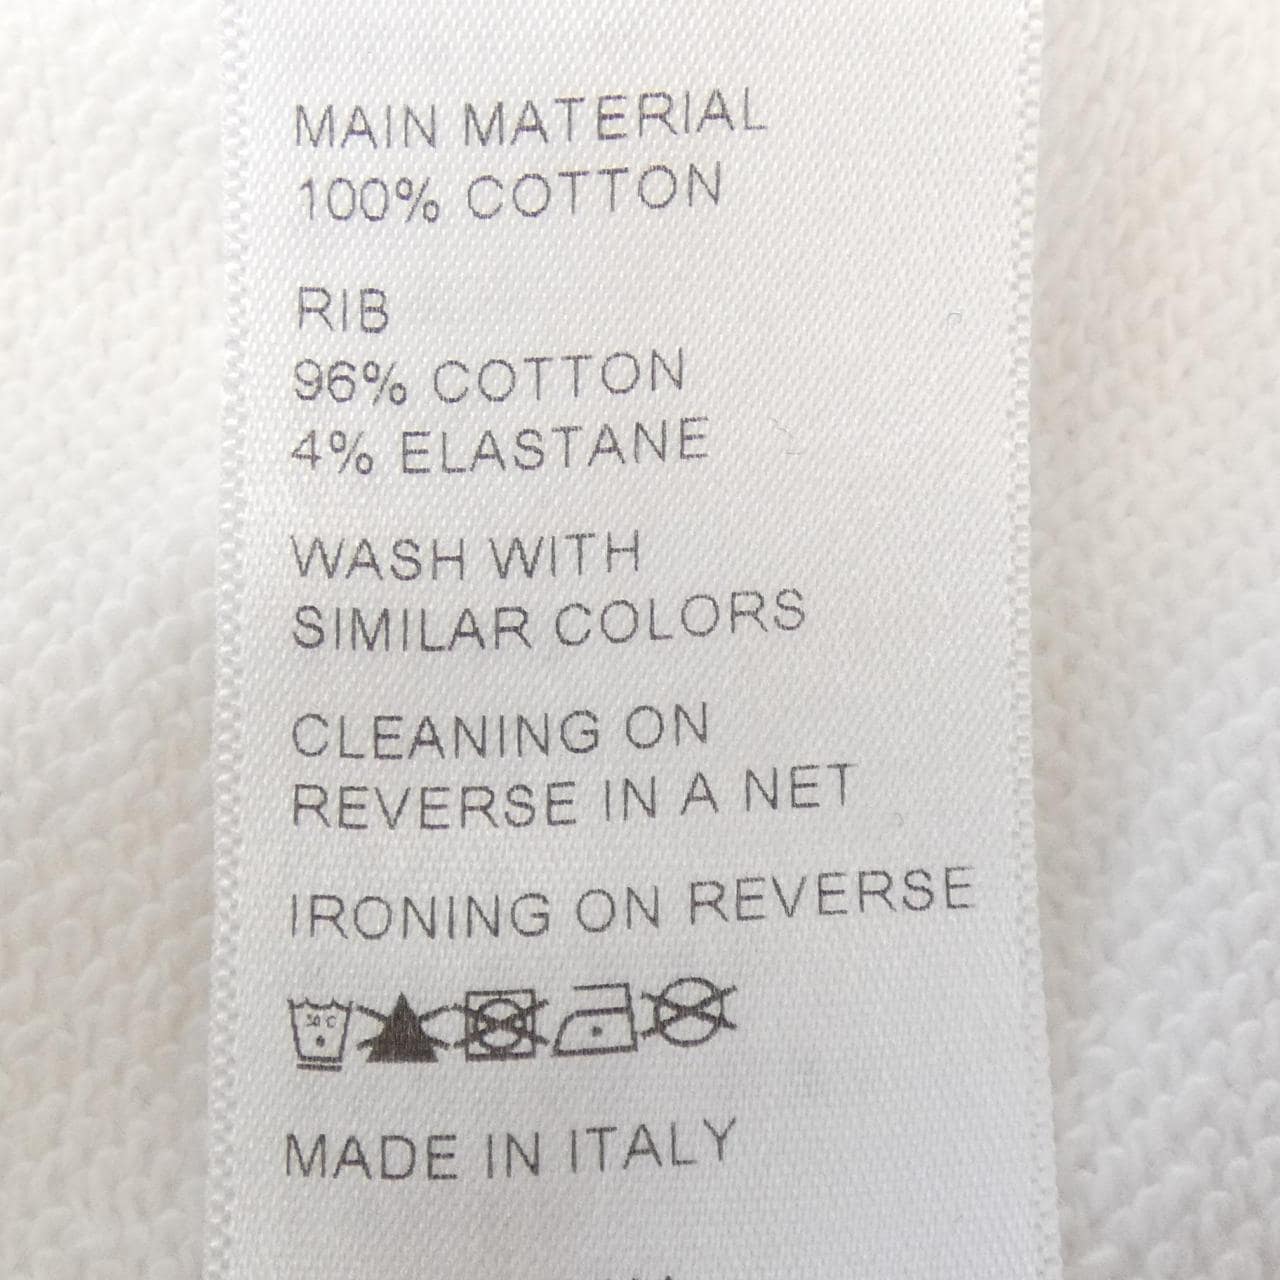 MAIN MATERIAL
100% COTTON
RIB
96% COTTON
4% ELASTANE
WASH WITH
SIMILAR COLORS
CLEANING ON
REVERSE IN A NET
IRONING ON REVERSE
30°C
MADE IN ITALY